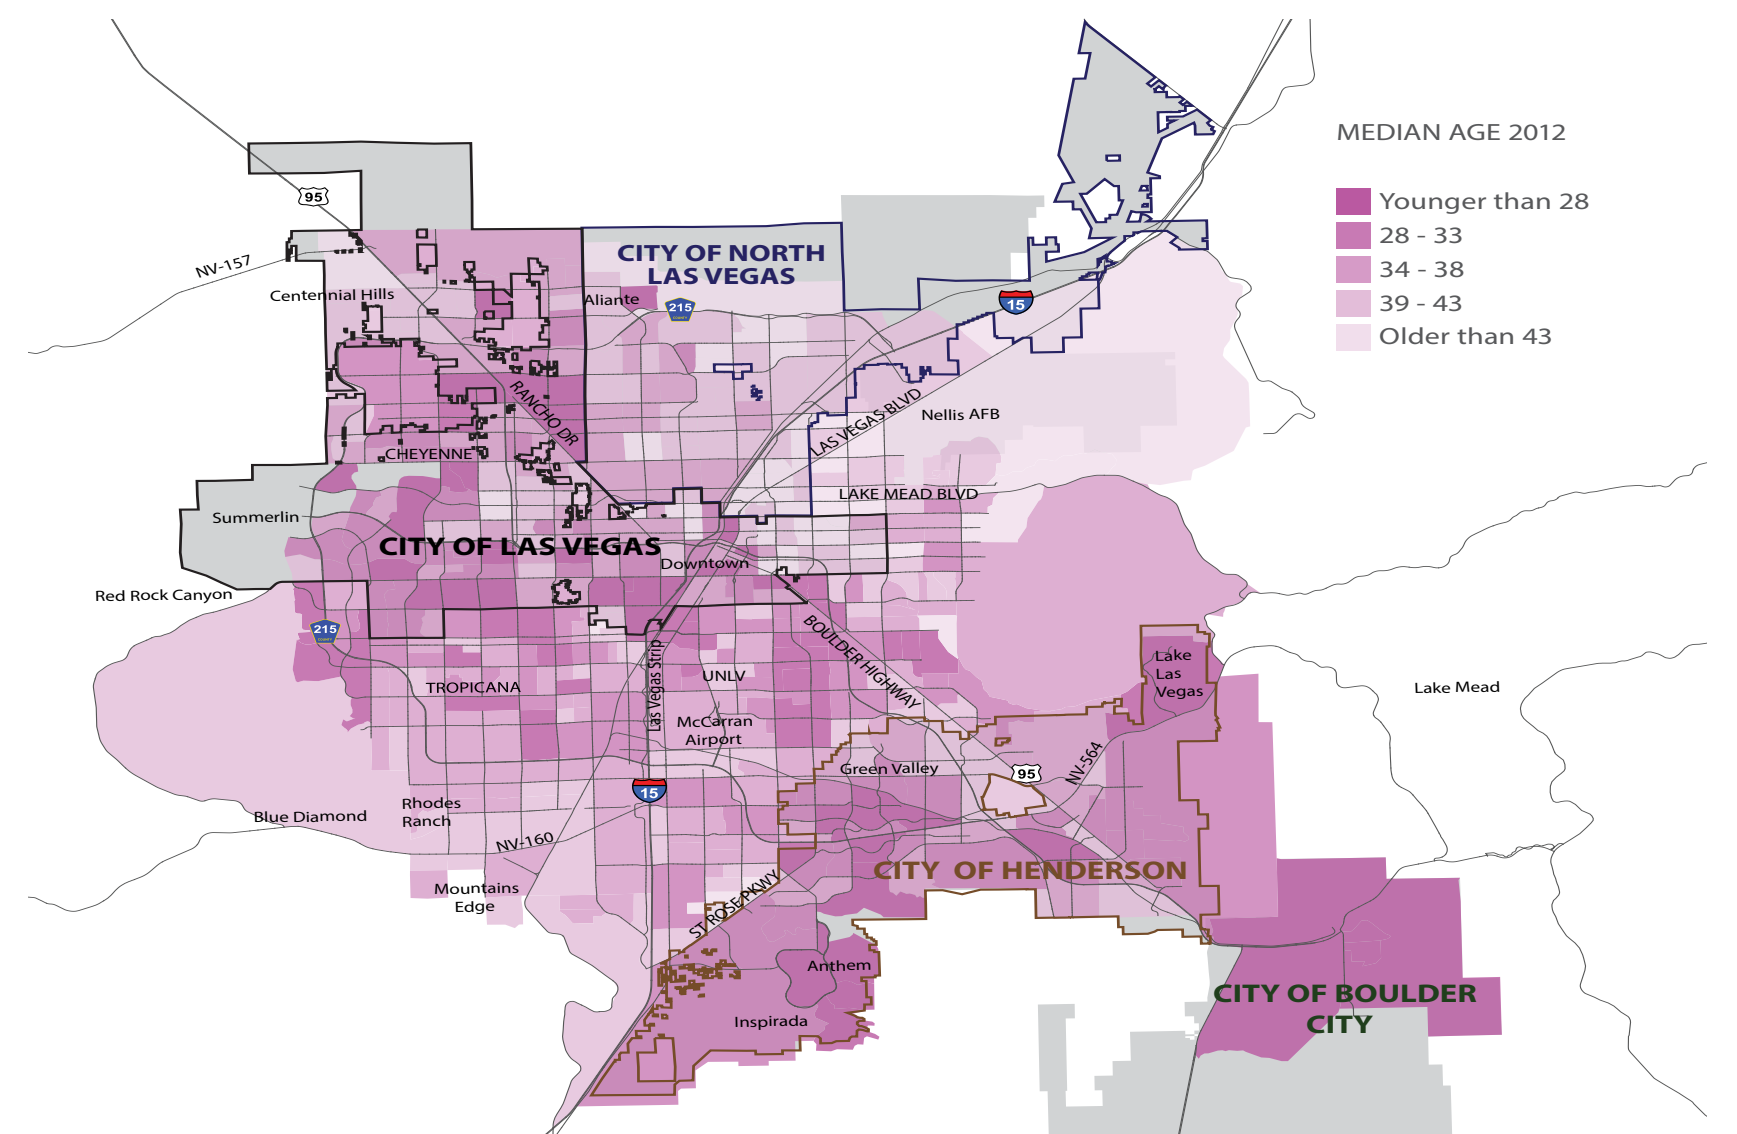 MEDIAN AGE 2012
Younger than 28
28 - 33
34 - 38
39 - 43
Older than 43
95
NV-157
CITY OF NORTH
LAS VEGAS
Centennial Hills
Aliante
215
COUNTY
15
RANCHO DR
LAS VEGAS BLVD
Nellis AFB
CHEYENNE
LAKE MEAD BLVD
Summerlin
CITY OF LAS VEGAS
Downtown
Red Rock Canyon
215
COUNTY
BOULDER HIGHWAY
Las Vegas Strip
UNLV
TROPICANA
McCarran
Airport
Lake
Las
Vegas
Lake Mead
Green Valley
95
NV-564
15
Rhodes
Ranch
Blue Diamond
NV-160
CITY OF HENDERSON
Mountains
Edge
ST ROSE PKWY
Anthem
Inspirada
CITY OF BOULDER
CITY